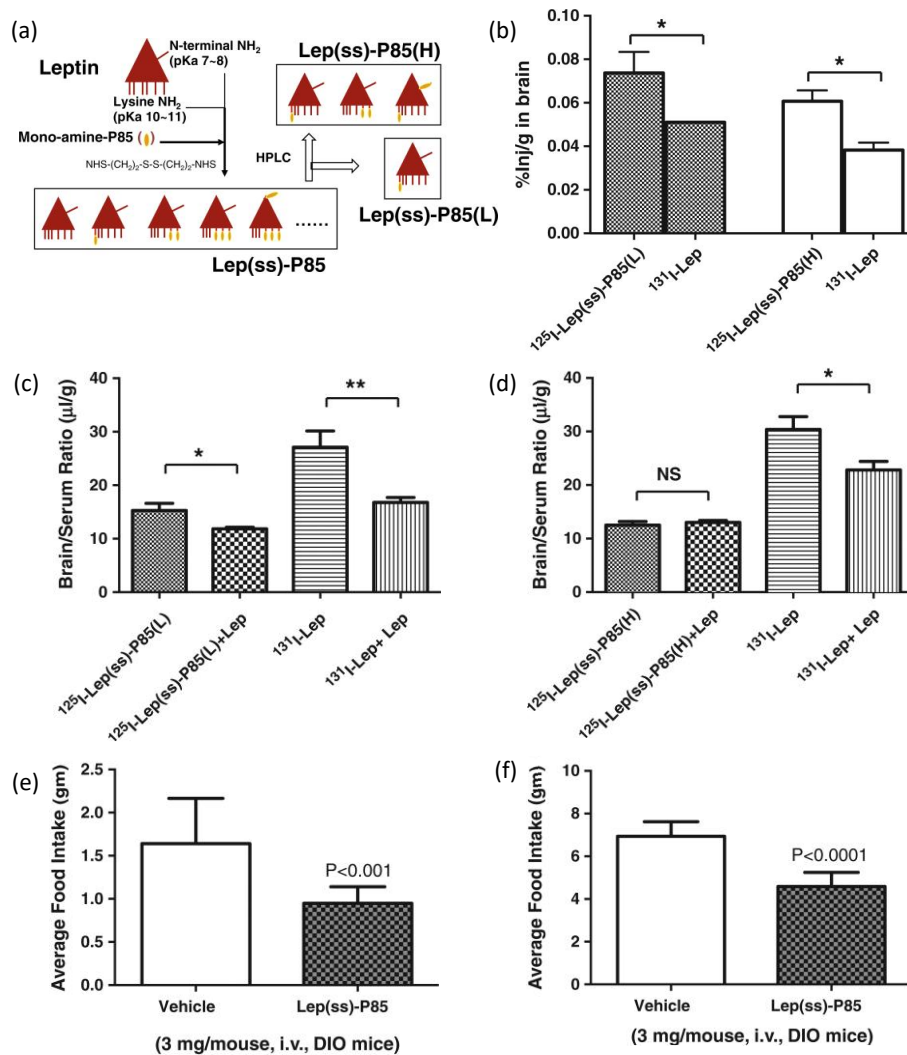 (a)
Leptin
N-terminal NH2
(pKa 7~8)
Lysine NH2
(pKa 10~11)
Mono-amine-P85 ( )
NHS-(CH2)2-S-S-(CH2)2-NHS
Lep(ss)-P85(H)
HPLC
Lep(ss)-P85(L)
......
Lep(ss)-P85
(b)
%Inj/g in brain
0.10
0.08
0.06
0.04
0.02
0.00
*
*
125I-Lep(ss)-P85(L)
131I-Lep
125I-Lep(ss)-P85(H)
131I-Lep
(c)
Brain/Serum Ratio (µl/g)
40
30
20
10
0
*
**
125I-Lep(ss)-P85(L)
125I-Lep(ss)-P85(L)+Lep
131I-Lep
131I-Lep+ Lep
(d)
Brain/Serum Ratio (µl/g)
40
30
20
10
0
NS
*
125I-Lep(ss)-P85(H)
125I-Lep(ss)-P85(H)+Lep
131I-Lep
131I-Lep+ Lep
(e)
Average Food Intake (gm)
2.5
2.0
1.5
1.0
0.5
0.0
P<0.001
Vehicle
Lep(ss)-P85
(3 mg/mouse, i.v., DIO mice)
(f)
Average Food Intake (gm)
10
8
6
4
2
0
P<0.0001
Vehicle
Lep(ss)-P85
(3 mg/mouse, i.v., DIO mice)